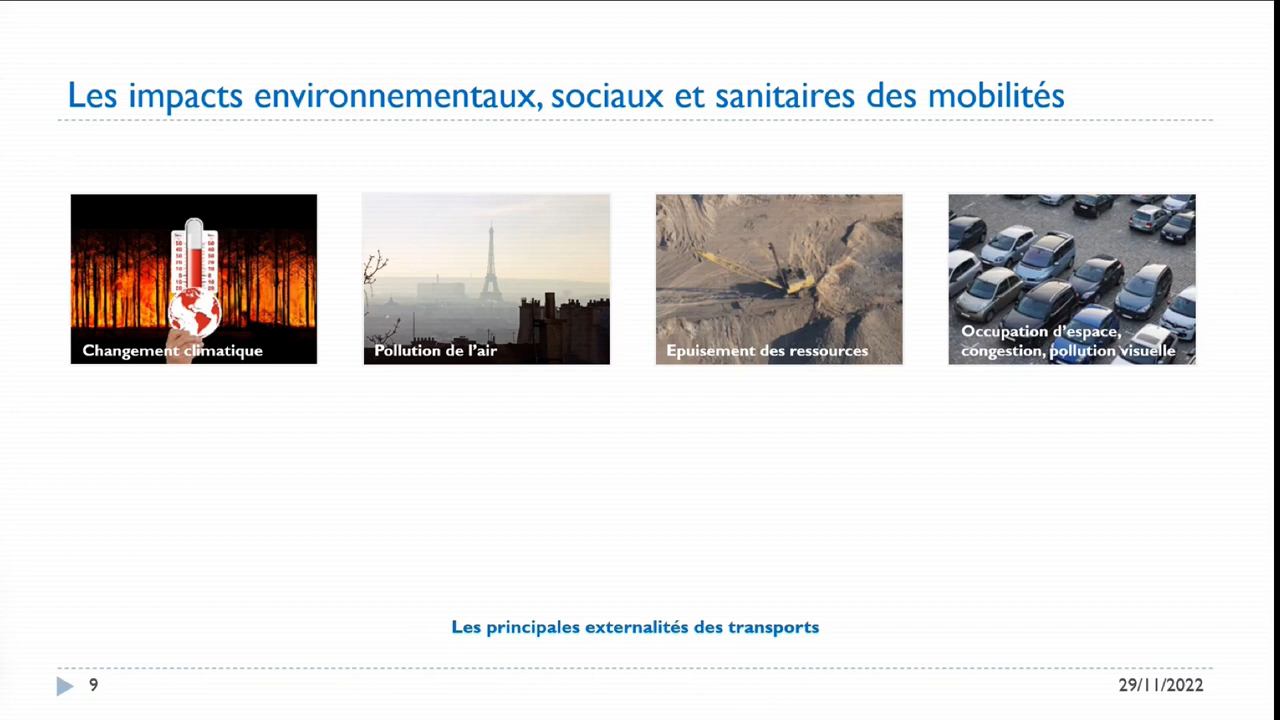 Les impacts environnementaux, sociaux et sanitaires des mobilités
Changement climatique
Pollution de l'air
Epuisement des ressources
Occupation d'espace,
congestion, pollution visuelle
Les principales externalités des transports
9
29/11/2022